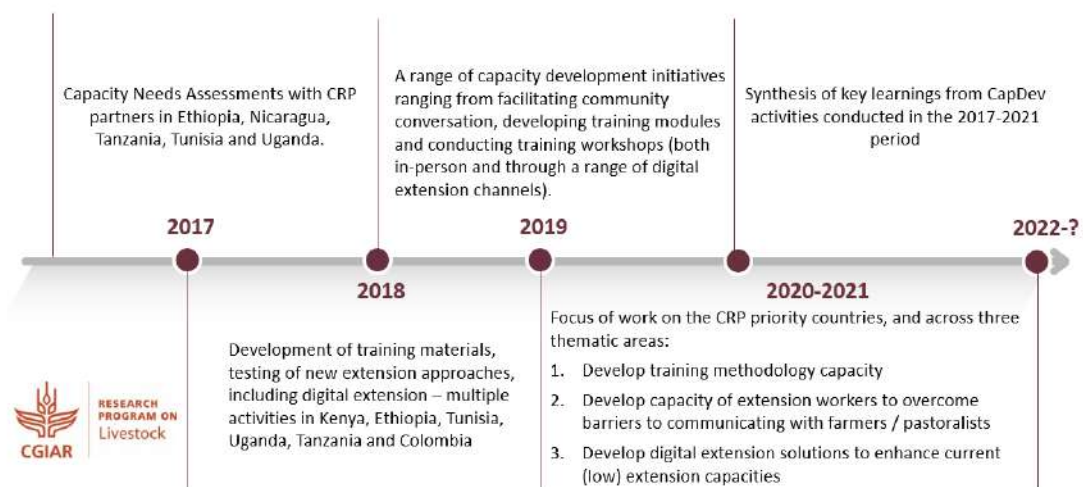 Capacity Needs Assessments with CRP
partners in Ethiopia, Nicaragua,
Tanzania, Tunisia and Uganda.
2017
2018
Development of training materials,
testing of new extension approaches,
including digital extension – multiple
activities in Kenya, Ethiopia, Tunisia,
Uganda, Tanzania and Colombia
A range of capacity development initiatives
ranging from facilitating community
conversation, developing training modules
and conducting training workshops (both
in-person and through a range of digital
extension channels).
2019
2020-2021
Focus of work on the CRP priority countries, and across three
thematic areas:
1. Develop training methodology capacity
2. Develop capacity of extension workers to overcome
barriers to communicating with farmers / pastoralists
3. Develop digital extension solutions to enhance current
(low) extension capacities
Synthesis of key learnings from CapDev
activities conducted in the 2017-2021
period
2022-?
CGIAR
RESEARCH
PROGRAM ON
Livestock